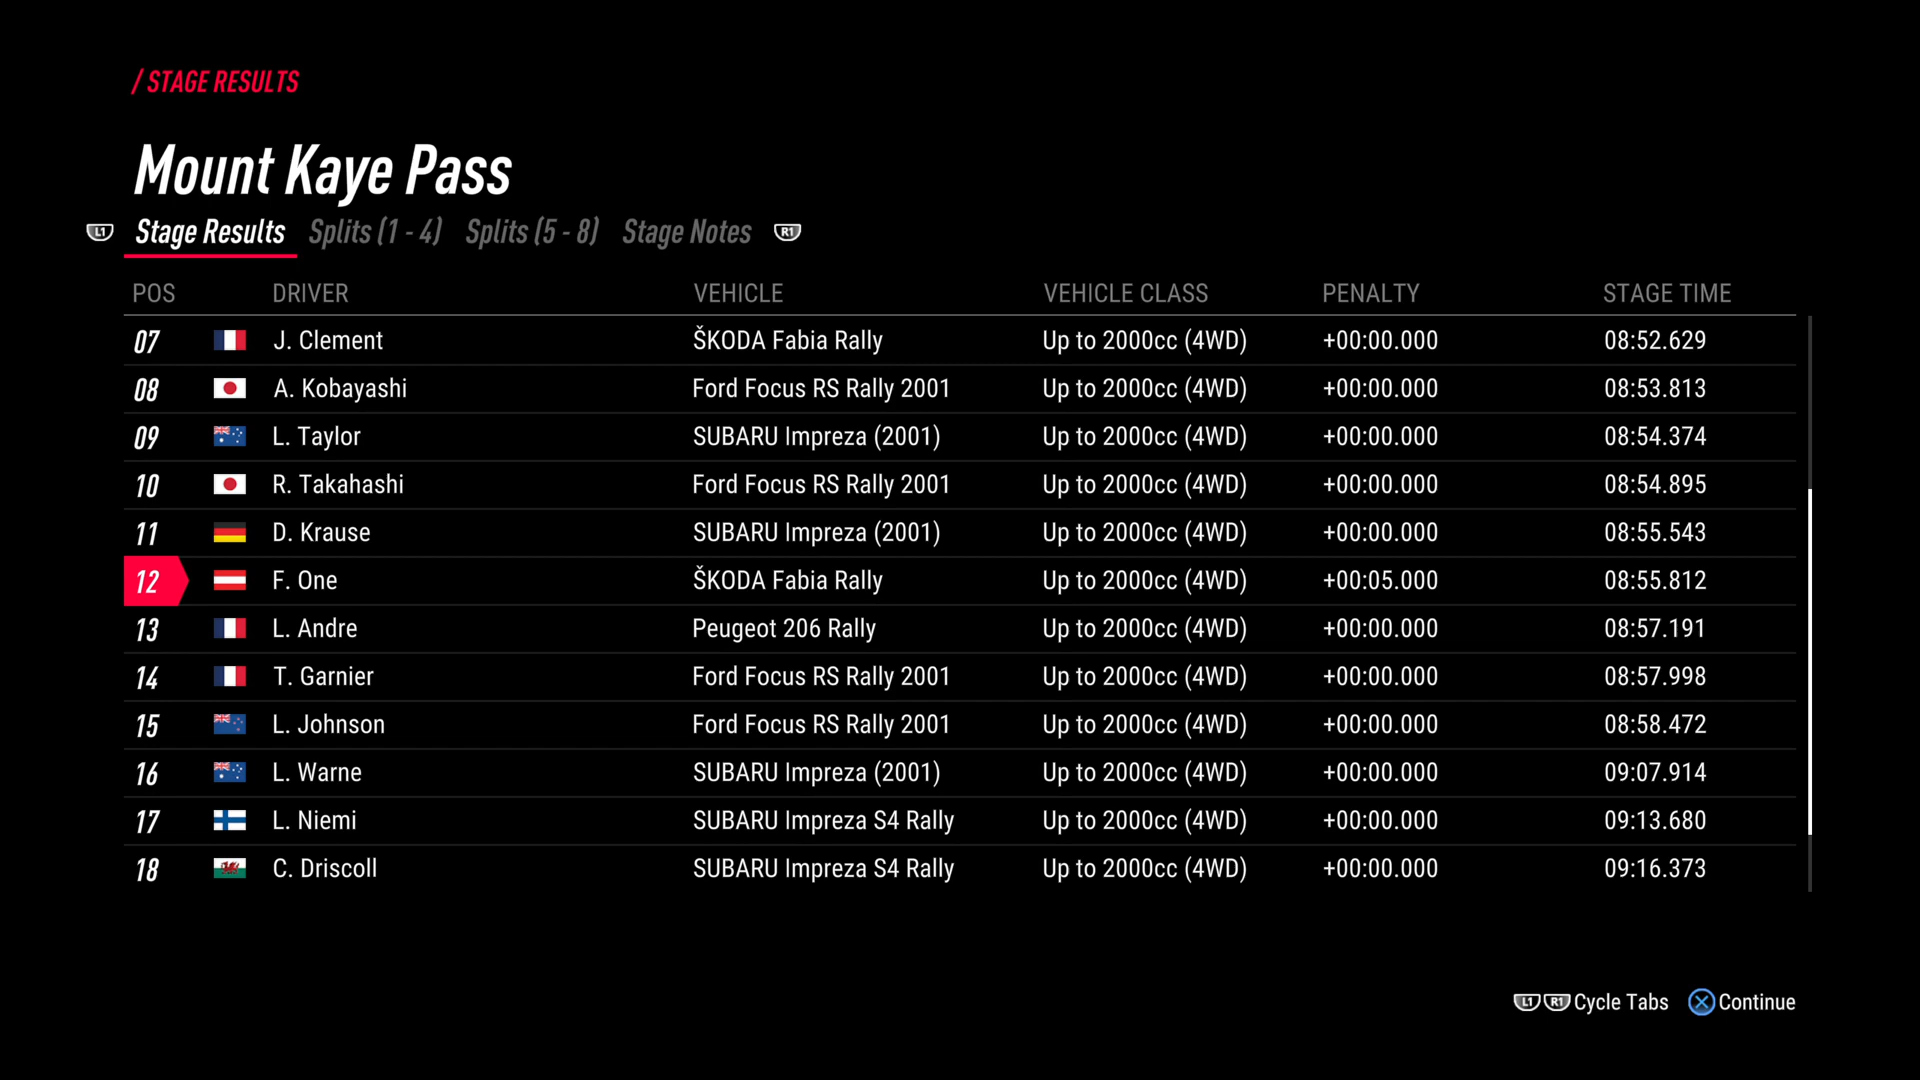 / STAGE RESULTS
Mount Kaye Pass
L1 Stage Results Splits (1 - 4) Splits (5 - 8) Stage Notes R1
POS DRIVER VEHICLE VEHICLE CLASS PENALTY STAGE TIME
07 J. Clement ŠKODA Fabia Rally Up to 2000cc (4WD) +00:00.000 08:52.629
08 A. Kobayashi Ford Focus RS Rally 2001 Up to 2000cc (4WD) +00:00.000 08:53.813
09 L. Taylor SUBARU Impreza (2001) Up to 2000cc (4WD) +00:00.000 08:54.374
10 R. Takahashi Ford Focus RS Rally 2001 Up to 2000cc (4WD) +00:00.000 08:54.895
11 D. Krause SUBARU Impreza (2001) Up to 2000cc (4WD) +00:00.000 08:55.543
12 F. One ŠKODA Fabia Rally Up to 2000cc (4WD) +00:05.000 08:55.812
13 L. Andre Peugeot 206 Rally Up to 2000cc (4WD) +00:00.000 08:57.191
14 T. Garnier Ford Focus RS Rally 2001 Up to 2000cc (4WD) +00:00.000 08:57.998
15 L. Johnson Ford Focus RS Rally 2001 Up to 2000cc (4WD) +00:00.000 08:58.472
16 L. Warne SUBARU Impreza (2001) Up to 2000cc (4WD) +00:00.000 09:07.914
17 L. Niemi SUBARU Impreza S4 Rally Up to 2000cc (4WD) +00:00.000 09:13.680
18 C. Driscoll SUBARU Impreza S4 Rally Up to 2000cc (4WD) +00:00.000 09:16.373
L1 R1 Cycle Tabs Continue